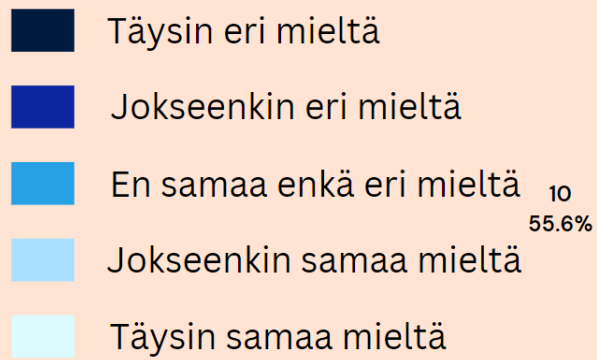 Täysin eri mieltä
Jokseenkin eri mieltä
En samaa enkä eri mieltä
10
55.6%
Jokseenkin samaa mieltä
Täysin samaa mieltä